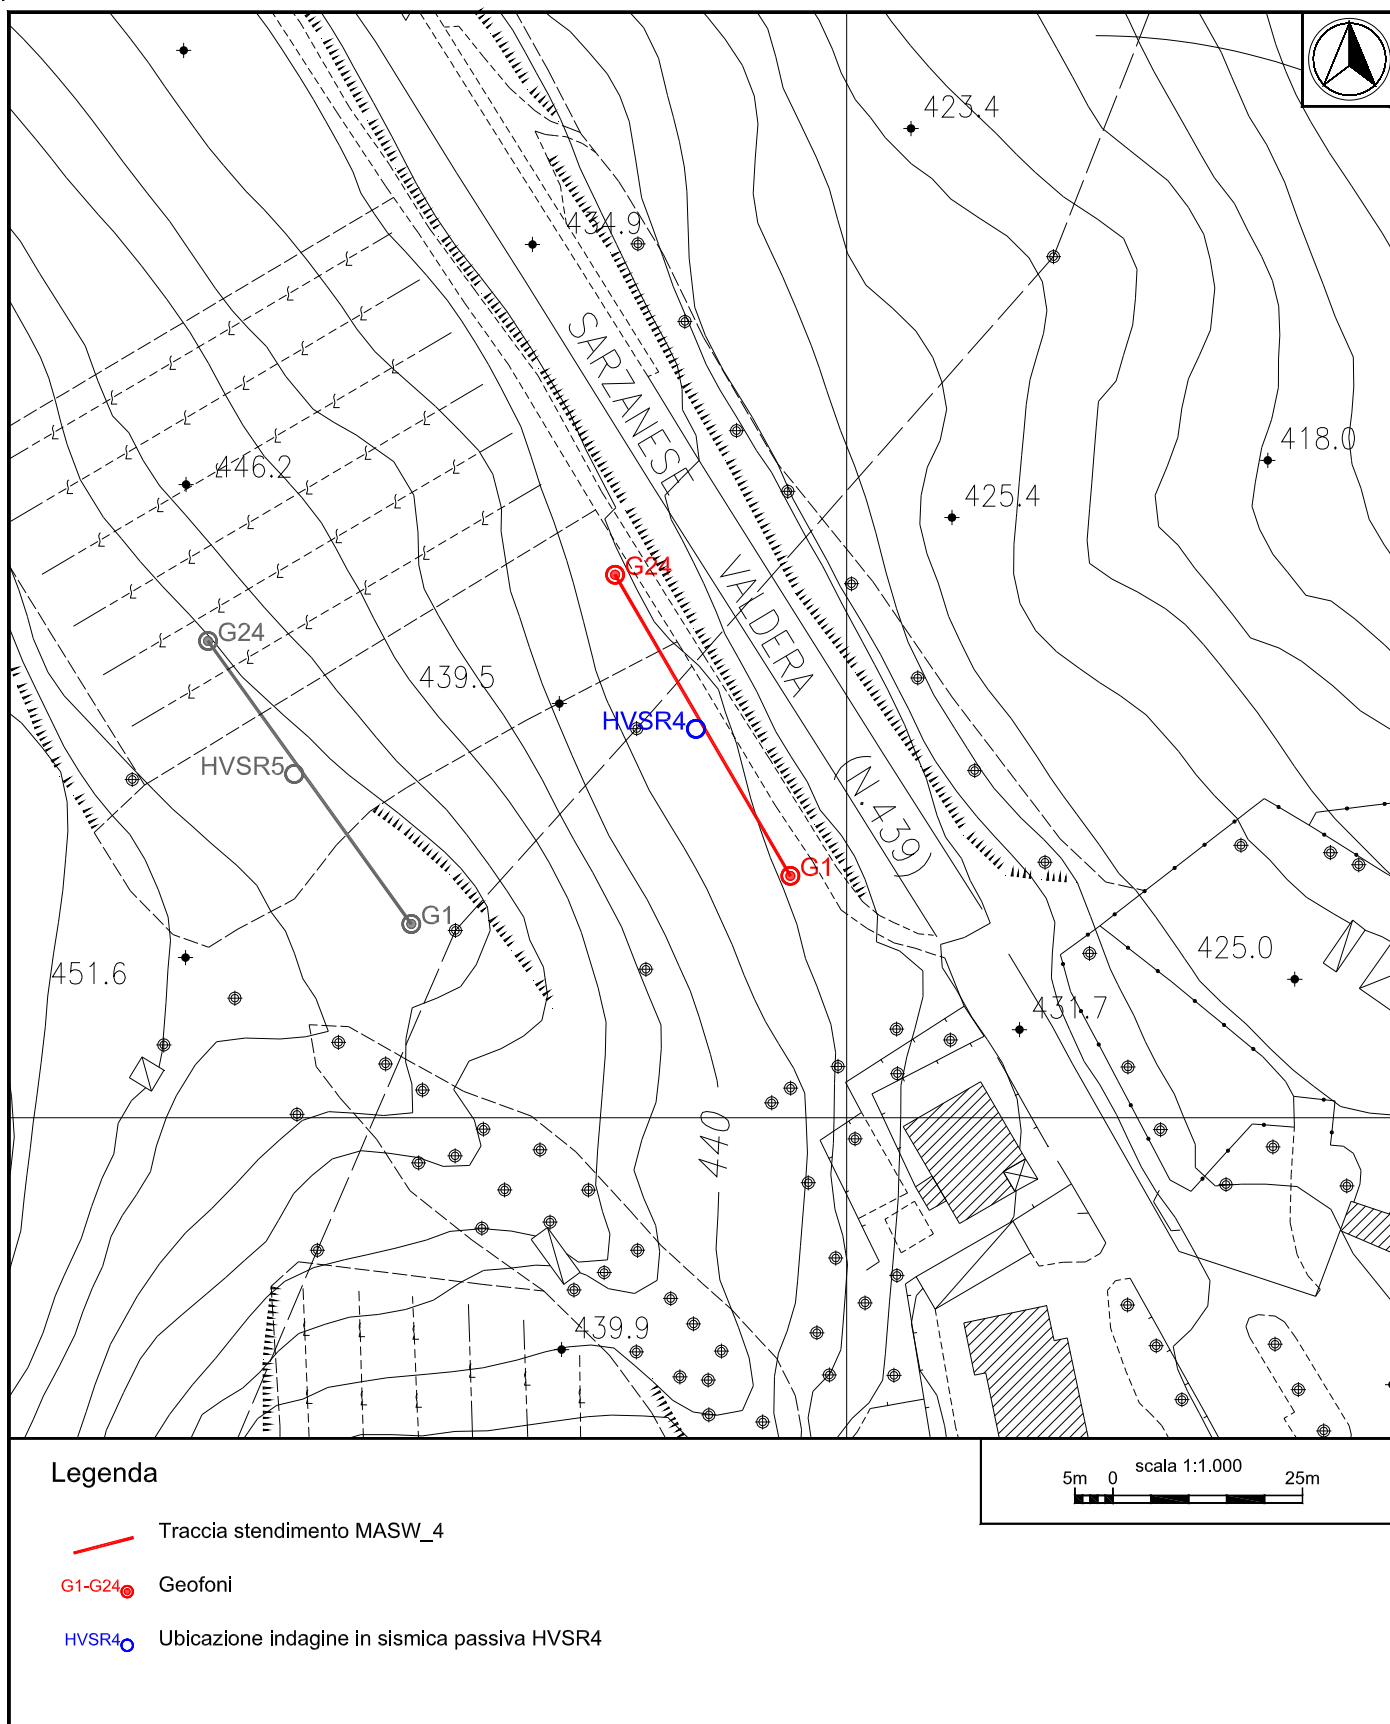 423.4
434.9
SARZANESE VALDERA (N.439)
418.0
446.2
425.4
G24
G24
439.5
HVSR4
HVSR5
G1
G1
451.6
425.0
431.7
440
439.9
Legenda
scala 1:1.000
5m 0 25m
Traccia stendimento MASW_4
G1-G24 Geofoni
HVSR4 Ubicazione indagine in sismica passiva HVSR4